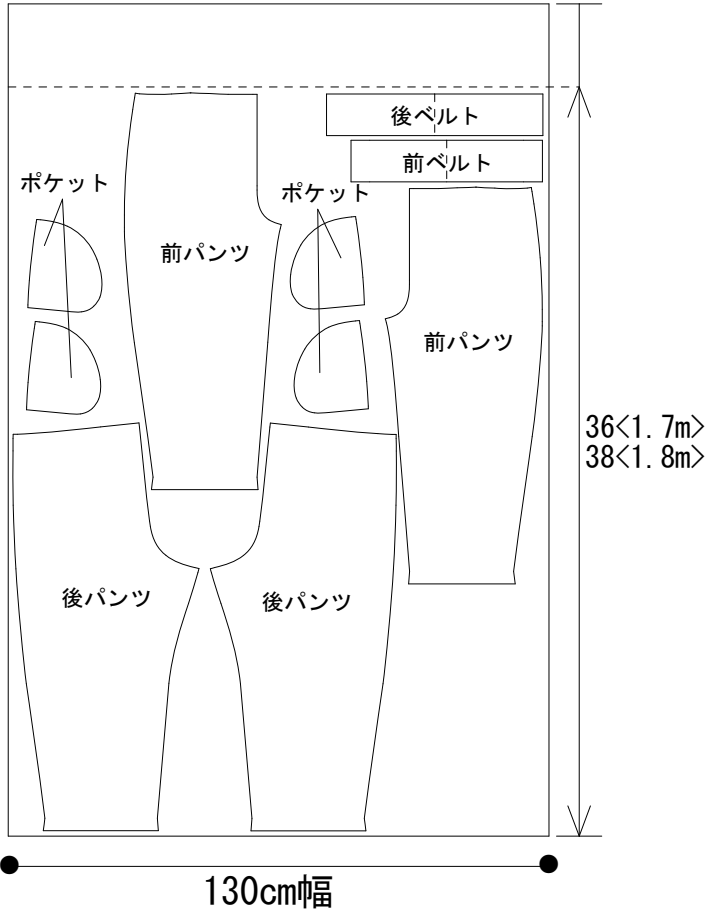 後ベルト
前ベルト
ポケット
ポケット
前パンツ
前パンツ
36<1.7m>
38<1.8m>
後パンツ
後パンツ
130cm幅